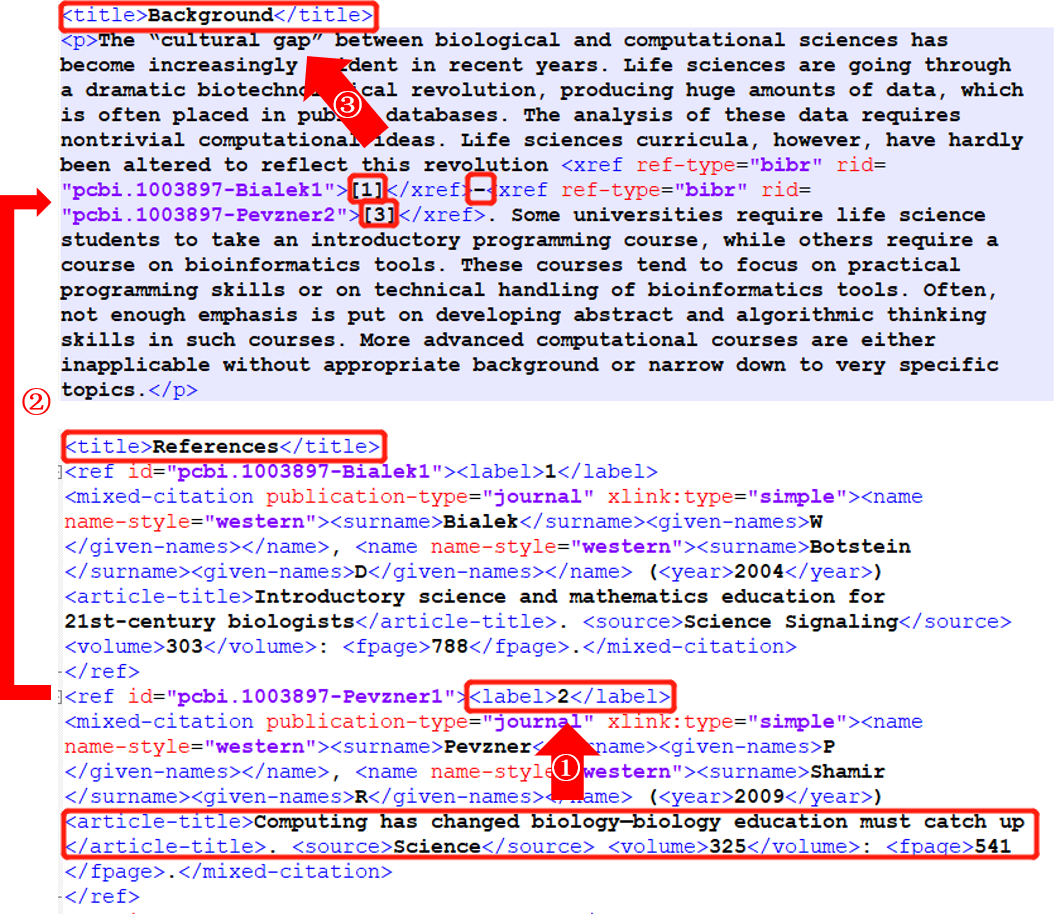 <title>Background</title>
<p>The “cultural gap” between biological and computational sciences has
become increasingly evident in recent years. Life sciences are going through
a dramatic biotechnological revolution, producing huge amounts of data, which
is often placed in public databases. The analysis of these data requires
nontrivial computational ideas. Life sciences curricula, however, have hardly
been altered to reflect this revolution <xref ref-type="bibr" rid=
"pcbi.1003897-Bialek1">[1]</xref>–<xref ref-type="bibr" rid=
"pcbi.1003897-Pevzner2">[3]</xref>. Some universities require life science
students to take an introductory programming course, while others require a
course on bioinformatics tools. These courses tend to focus on practical
programming skills or on technical handling of bioinformatics tools. Often,
not enough emphasis is put on developing abstract and algorithmic thinking
skills in such courses. More advanced computational courses are either
inapplicable without appropriate background or narrow down to very specific
topics.</p>
③
②
<title>References</title>
<ref id="pcbi.1003897-Bialek1"><label>1</label>
<mixed-citation publication-type="journal" xlink:type="simple"><name
name-style="western"><surname>Bialek</surname><given-names>W
</given-names></name>, <name name-style="western"><surname>Botstein
</surname><given-names>D</given-names></name> (<year>2004</year>)
<article-title>Introductory science and mathematics education for
21st-century biologists</article-title>. <source>Science Signaling</source>
<volume>303</volume>: <fpage>788</fpage>.</mixed-citation>
</ref>
<ref id="pcbi.1003897-Pevzner1"><label>2</label>
<mixed-citation publication-type="journal" xlink:type="simple"><name
name-style="western"><surname>Pevzner</surname><given-names>P
</given-names></name>, <name name-style="western"><surname>Shamir
</surname><given-names>R</given-names></name> (<year>2009</year>)
①
<article-title>Computing has changed biology—biology education must catch up
</article-title>. <source>Science</source> <volume>325</volume>: <fpage>541
</fpage>.</mixed-citation>
</ref>